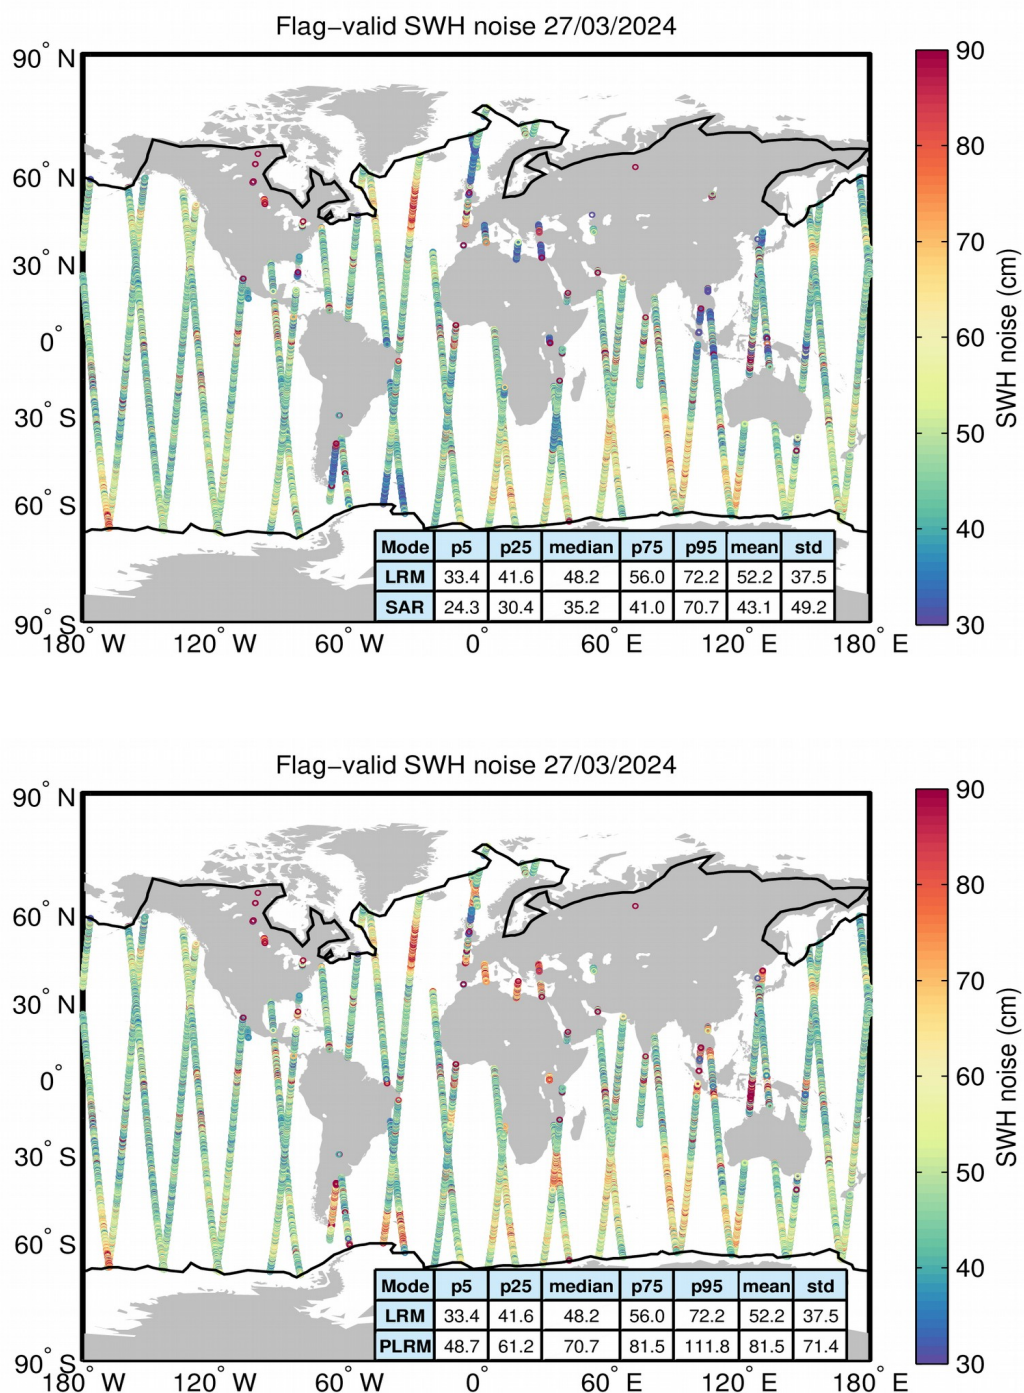 Flag−valid SWH noise 27/03/2024
90° N
60° N
30° N
0°
30° S
60° S
90° S
180° W 120° W 60° W 0° 60° E 120° E 180° E
Mode p5 p25 median p75 p95 mean std
LRM 33.4 41.6 48.2 56.0 72.2 52.2 37.5
SAR 24.3 30.4 35.2 41.0 70.7 43.1 49.2
90
80
70
60
50
40
30
SWH noise (cm)
Flag−valid SWH noise 27/03/2024
90° N
60° N
30° N
0°
30° S
60° S
90° S
180° W 120° W 60° W 0° 60° E 120° E 180° E
Mode p5 p25 median p75 p95 mean std
LRM 33.4 41.6 48.2 56.0 72.2 52.2 37.5
PLRM 48.7 61.2 70.7 81.5 111.8 81.5 71.4
90
80
70
60
50
40
30
SWH noise (cm)